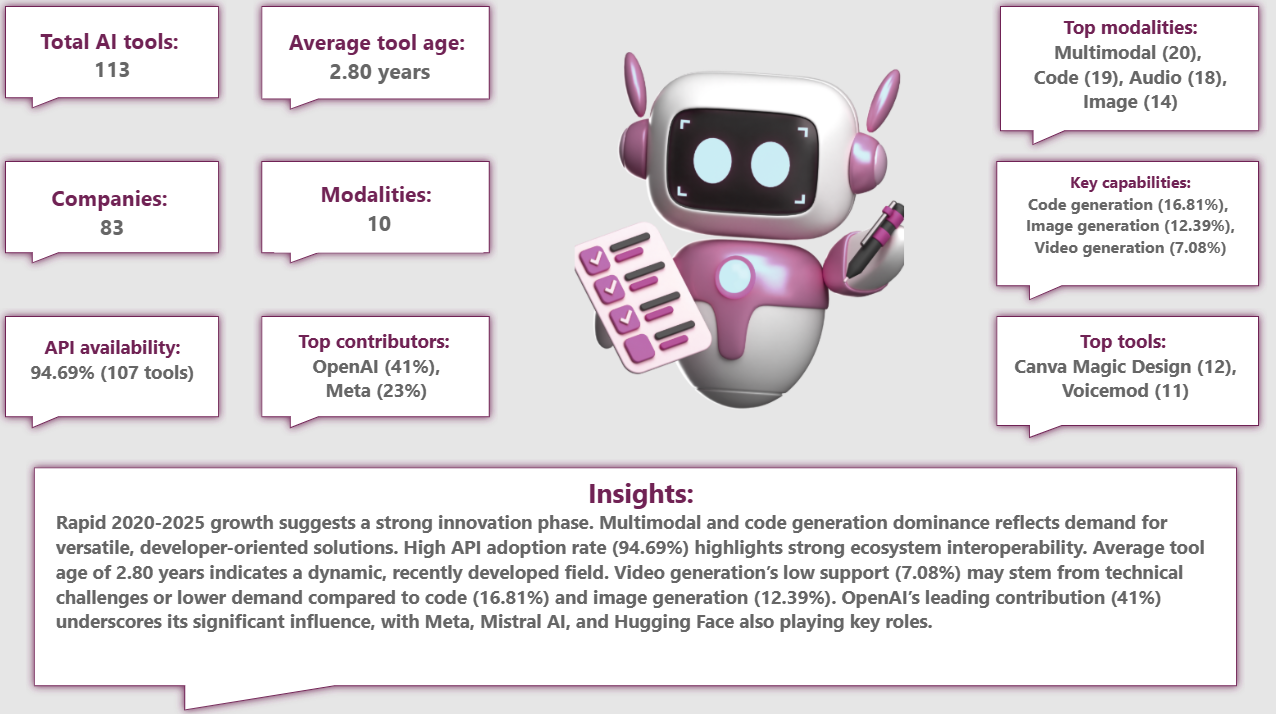 Total AI tools:
113
Average tool age:
2.80 years
Top modalities:
Multimodal (20),
Code (19), Audio (18),
Image (14)
Companies:
83
Modalities:
10
Key capabilities:
Code generation (16.81%),
Image generation (12.39%),
Video generation (7.08%)
API availability:
94.69% (107 tools)
Top contributors:
OpenAI (41%),
Meta (23%)
Top tools:
Canva Magic Design (12),
Voicemod (11)
Insights:
Rapid 2020-2025 growth suggests a strong innovation phase. Multimodal and code generation dominance reflects demand for
versatile, developer-oriented solutions. High API adoption rate (94.69%) highlights strong ecosystem interoperability. Average tool
age of 2.80 years indicates a dynamic, recently developed field. Video generation’s low support (7.08%) may stem from technical
challenges or lower demand compared to code (16.81%) and image generation (12.39%). OpenAI’s leading contribution (41%)
underscores its significant influence, with Meta, Mistral AI, and Hugging Face also playing key roles.